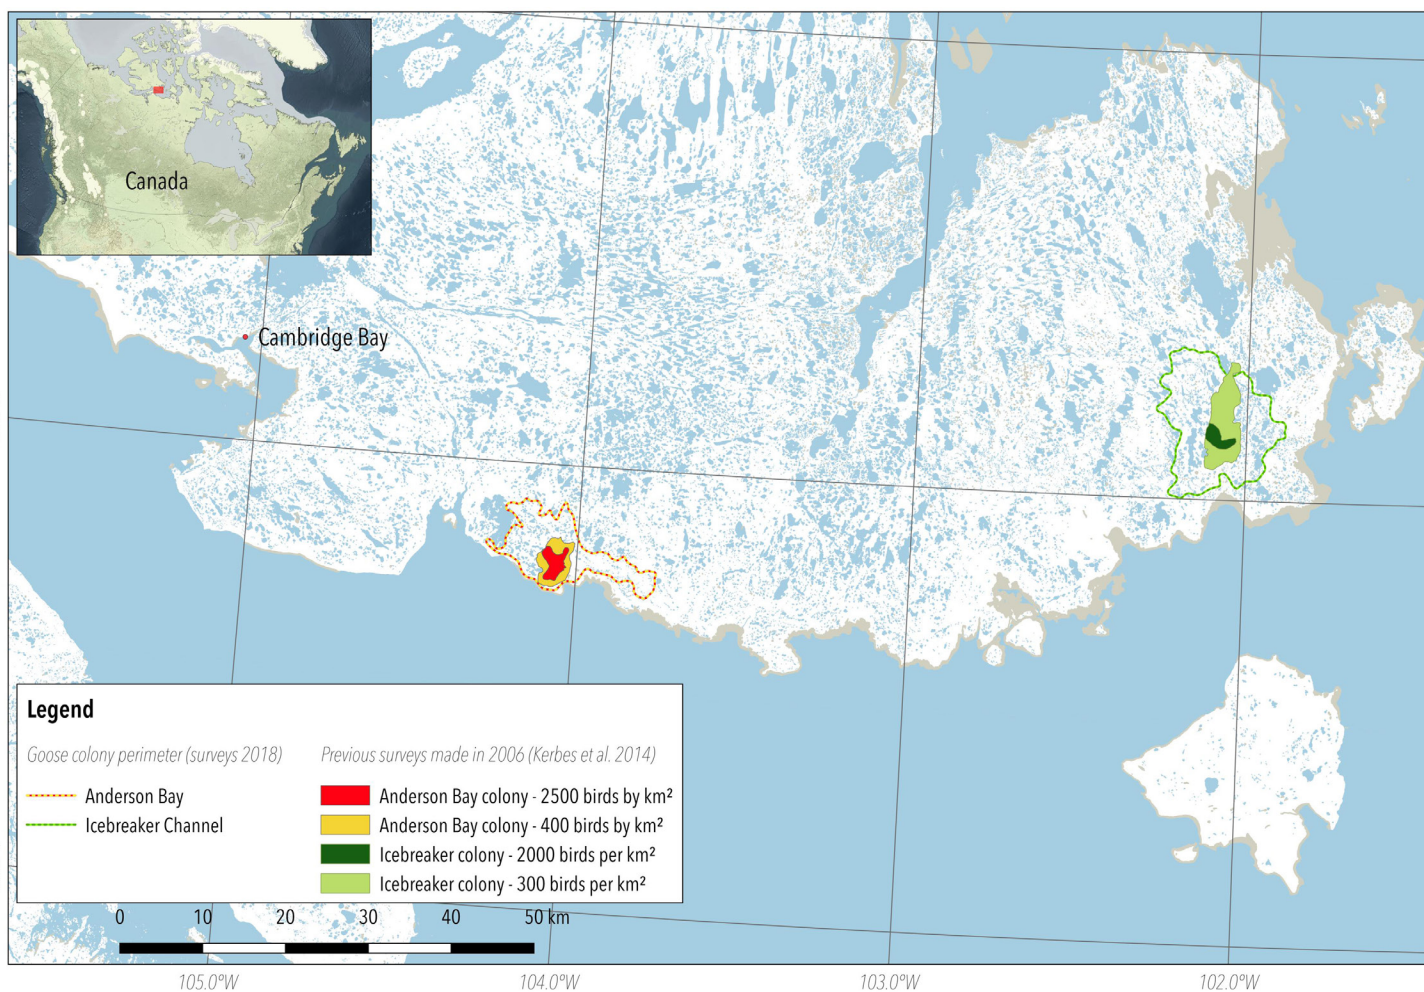 Canada
Cambridge Bay
Legend
Goose colony perimeter (surveys 2018)
Anderson Bay
Icebreaker Channel
Previous surveys made in 2006 (Kerbes et al. 2014)
Anderson Bay colony - 2500 birds by km²
Anderson Bay colony - 400 birds by km²
Icebreaker colony - 2000 birds per km²
Icebreaker colony - 300 birds per km²
0 10 20 30 40 50 km
105.0°W 104.0°W 103.0°W 102.0°W